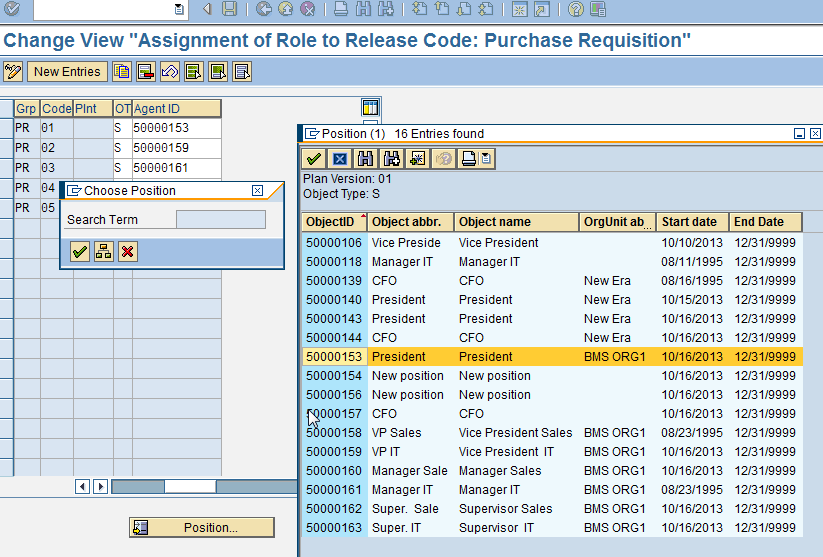 Change View "Assignment of Role to Release Code: Purchase Requisition"
New Entries
Grp Code Plnt OT Agent ID
PR 01 S 50000153
PR 02 S 50000159
PR 03 S 50000161
PR 04
PR 05
Choose Position
Search Term
Position...
Position (1) 16 Entries found
Plan Version: 01
Object Type: S
ObjectID Object abbr. Object name OrgUnit ab... Start date End Date
50000106 Vice Preside Vice President 10/10/2013 12/31/9999
50000118 Manager IT Manager IT 08/11/1995 12/31/9999
50000139 CFO CFO New Era 08/16/1995 12/31/9999
50000140 President President New Era 10/15/2013 12/31/9999
50000143 President President New Era 10/16/2013 12/31/9999
50000144 CFO CFO New Era 10/16/2013 12/31/9999
50000153 President President BMS ORG1 10/16/2013 12/31/9999
50000154 New position New position 10/16/2013 12/31/9999
50000156 New position New position 10/16/2013 12/31/9999
50000157 CFO CFO 10/16/2013 12/31/9999
50000158 VP Sales Vice President Sales BMS ORG1 08/23/1995 12/31/9999
50000159 VP IT Vice President IT BMS ORG1 10/16/2013 12/31/9999
50000160 Manager Sale Manager Sales BMS ORG1 10/16/2013 12/31/9999
50000161 Manager IT Manager IT BMS ORG1 08/23/1995 12/31/9999
50000162 Super. Sale Supervisor Sales BMS ORG1 10/16/2013 12/31/9999
50000163 Super. IT Supervisor IT BMS ORG1 10/16/2013 12/31/9999